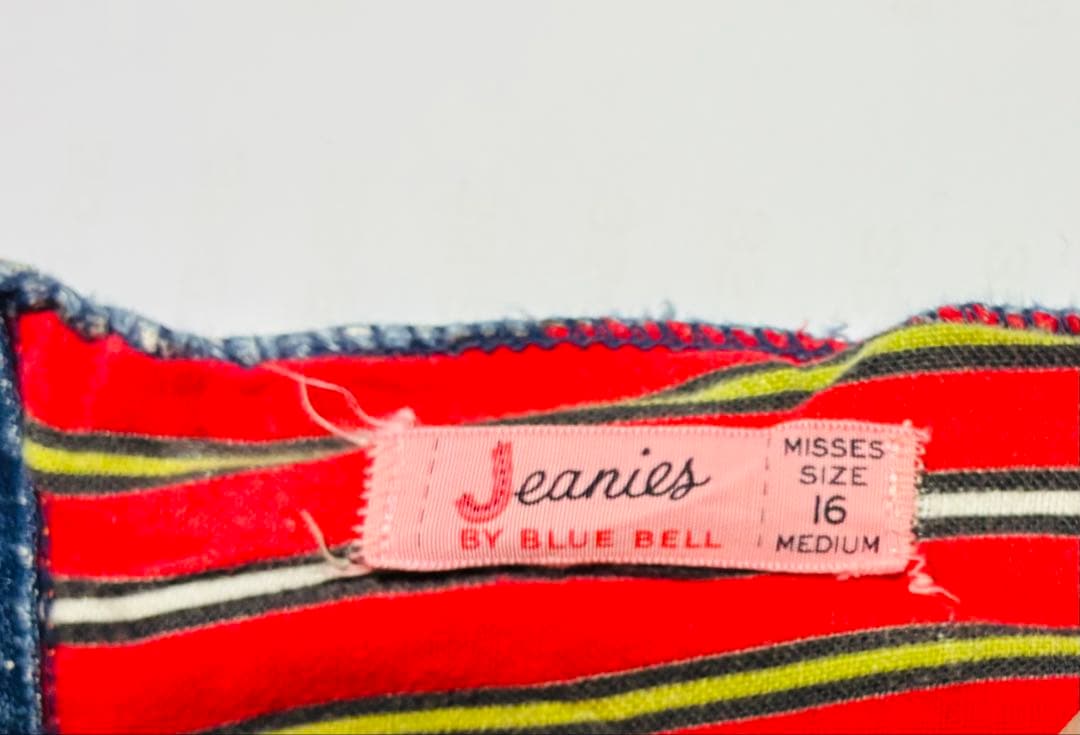 Jeanies
BY BLUE BELL
MISSES
SIZE
16
MEDIUM